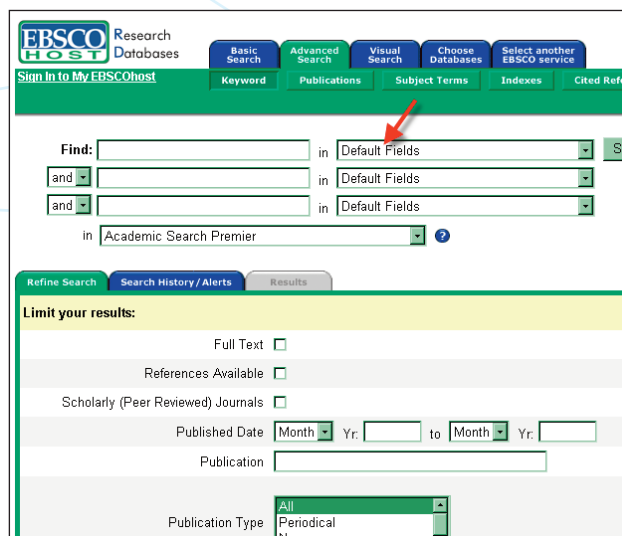 EBSCO Research
HOST Databases
Basic Search Advanced Search Visual Search Choose Databases Select another EBSCO service
Sign In to My EBSCOhost Keyword Publications Subject Terms Indexes Cited Ref
Find: in Default Fields S
and in Default Fields
and in Default Fields
in Academic Search Premier ?
Refine Search Search History/Alerts Results
Limit your results:
Full Text
References Available
Scholarly (Peer Reviewed) Journals
Published Date Month Yr: to Month Yr:
Publication
All
Publication Type Periodical